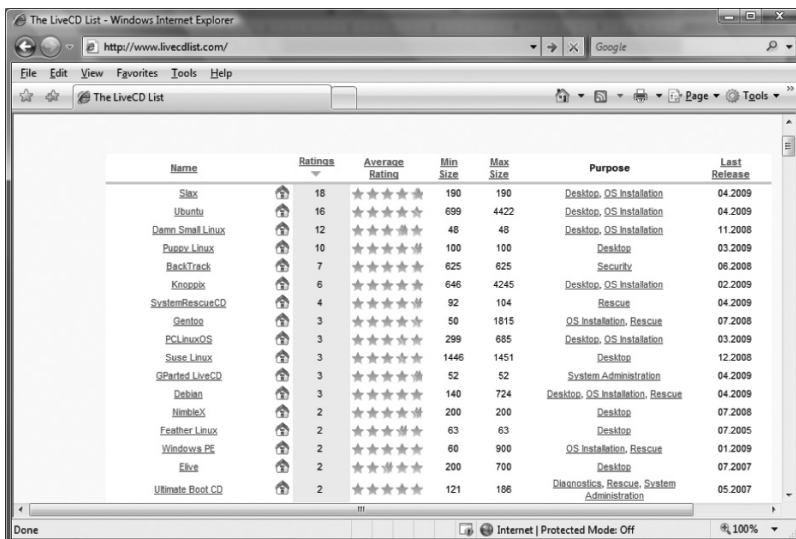 The LiveCD List - Windows Internet Explorer
http://www.livecdlist.com/ Google
File Edit View Favorites Tools Help
The LiveCD List Page Tools
Name Ratings Average Rating Min Size Max Size Purpose Last Release
Slax 18 190 190 Desktop, OS Installation 04.2009
Ubuntu 16 699 4422 Desktop, OS Installation 04.2009
Damn Small Linux 12 48 48 Desktop, OS Installation 11.2008
Puppy Linux 10 100 100 Desktop 03.2009
BackTrack 7 625 625 Security 06.2008
Knoppix 6 646 4245 Desktop, OS Installation 02.2009
SystemRescueCD 4 92 104 Rescue 04.2009
Gentoo 3 50 1815 OS Installation, Rescue 07.2008
PCLinuxOS 3 299 685 Desktop, OS Installation 03.2009
Suse Linux 3 1446 1451 Desktop 12.2008
GParted LiveCD 3 52 52 System Administration 04.2009
Debian 3 140 724 Desktop, OS Installation, Rescue 04.2009
NimbleX 2 200 200 Desktop 07.2008
Feather Linux 2 63 63 Desktop 07.2005
Windows PE 2 60 900 OS Installation, Rescue 01.2009
Elive 2 200 700 Desktop 07.2007
Ultimate Boot CD 2 121 186 Diagnostics, Rescue, System Administration 05.2007
Done Internet | Protected Mode: Off 100%